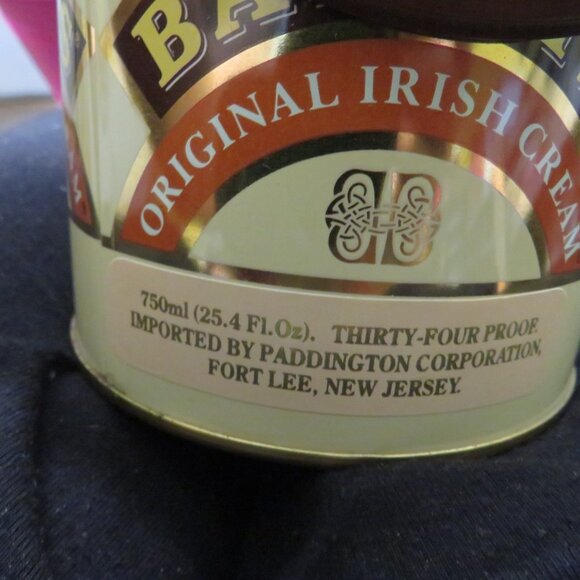 BA
ORIGINAL IRISH CREAM
750ml (25.4 Fl.Oz). THIRTY-FOUR PROOF.
IMPORTED BY PADDINGTON CORPORATION,
FORT LEE, NEW JERSEY.